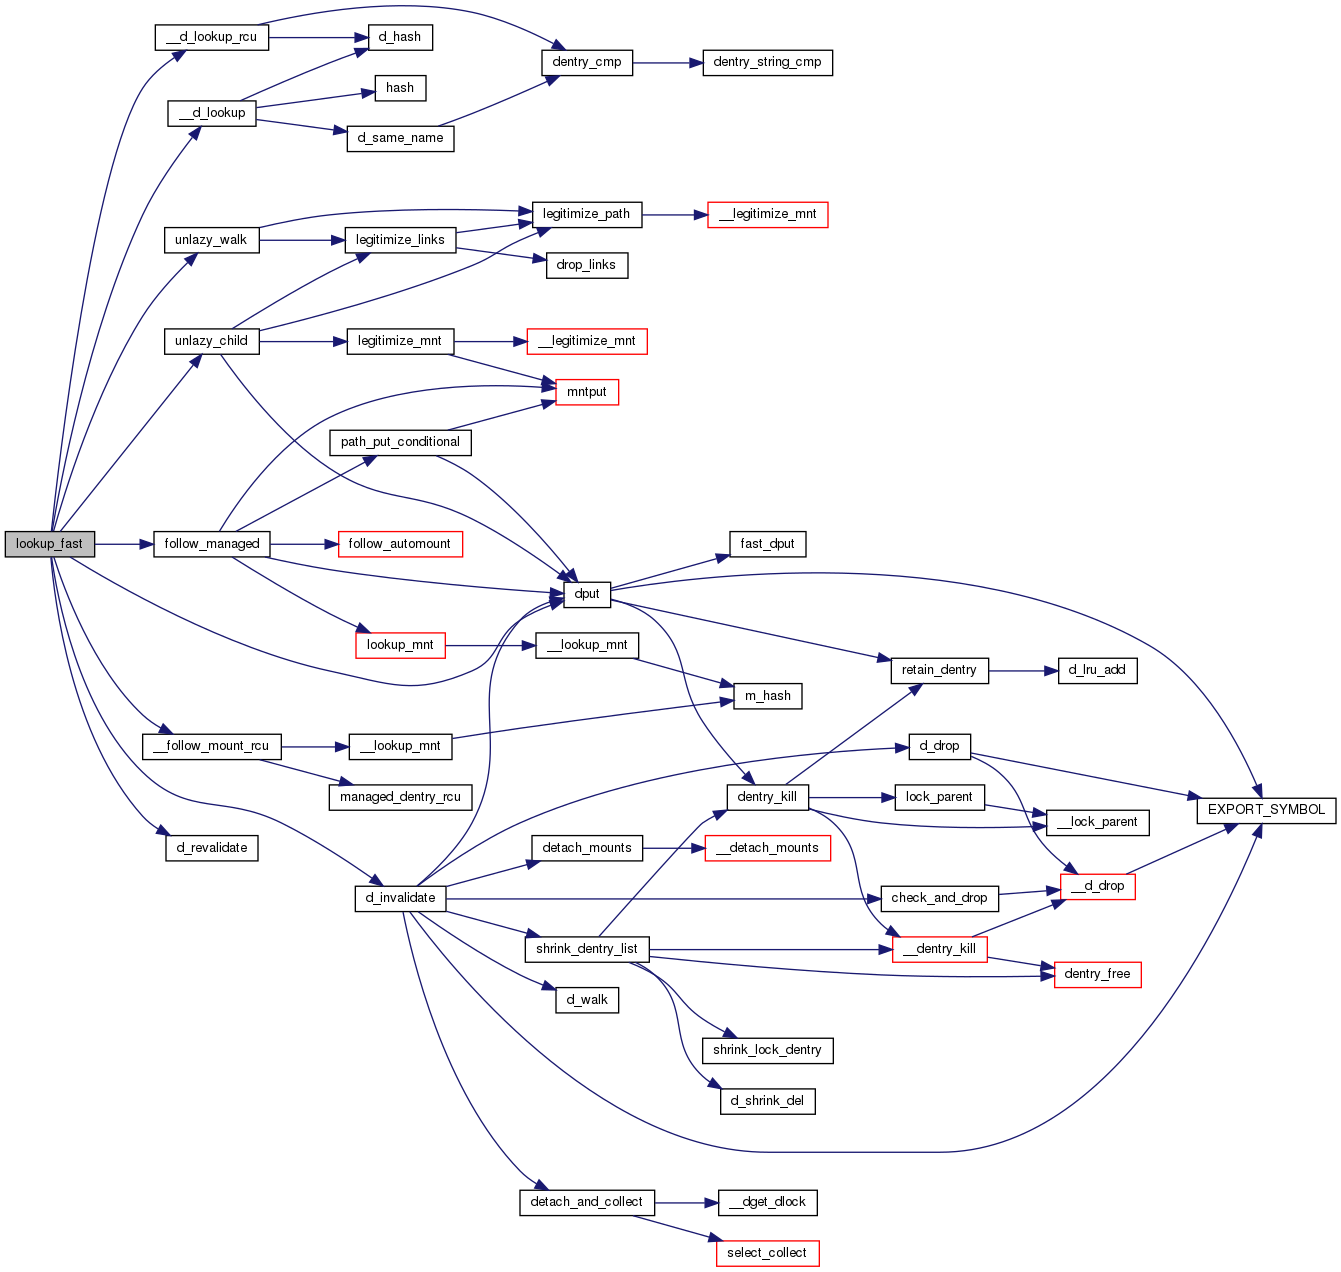 __d_lookup_rcu
d_hash
dentry_cmp
dentry_string_cmp
hash
__d_lookup
d_same_name
legitimize_path
__legitimize_mnt
unlazy_walk
legitimize_links
drop_links
unlazy_child
legitimize_mnt
__legitimize_mnt
mntput
path_put_conditional
lookup_fast
follow_managed
follow_automount
fast_dput
dput
lookup_mnt
__lookup_mnt
retain_dentry
d_lru_add
m_hash
__follow_mount_rcu
__lookup_mnt
d_drop
managed_dentry_rcu
dentry_kill
lock_parent
EXPORT_SYMBOL
__lock_parent
d_revalidate
detach_mounts
__detach_mounts
__d_drop
d_invalidate
check_and_drop
shrink_dentry_list
__dentry_kill
dentry_free
d_walk
shrink_lock_dentry
d_shrink_del
detach_and_collect
__dget_dlock
select_collect